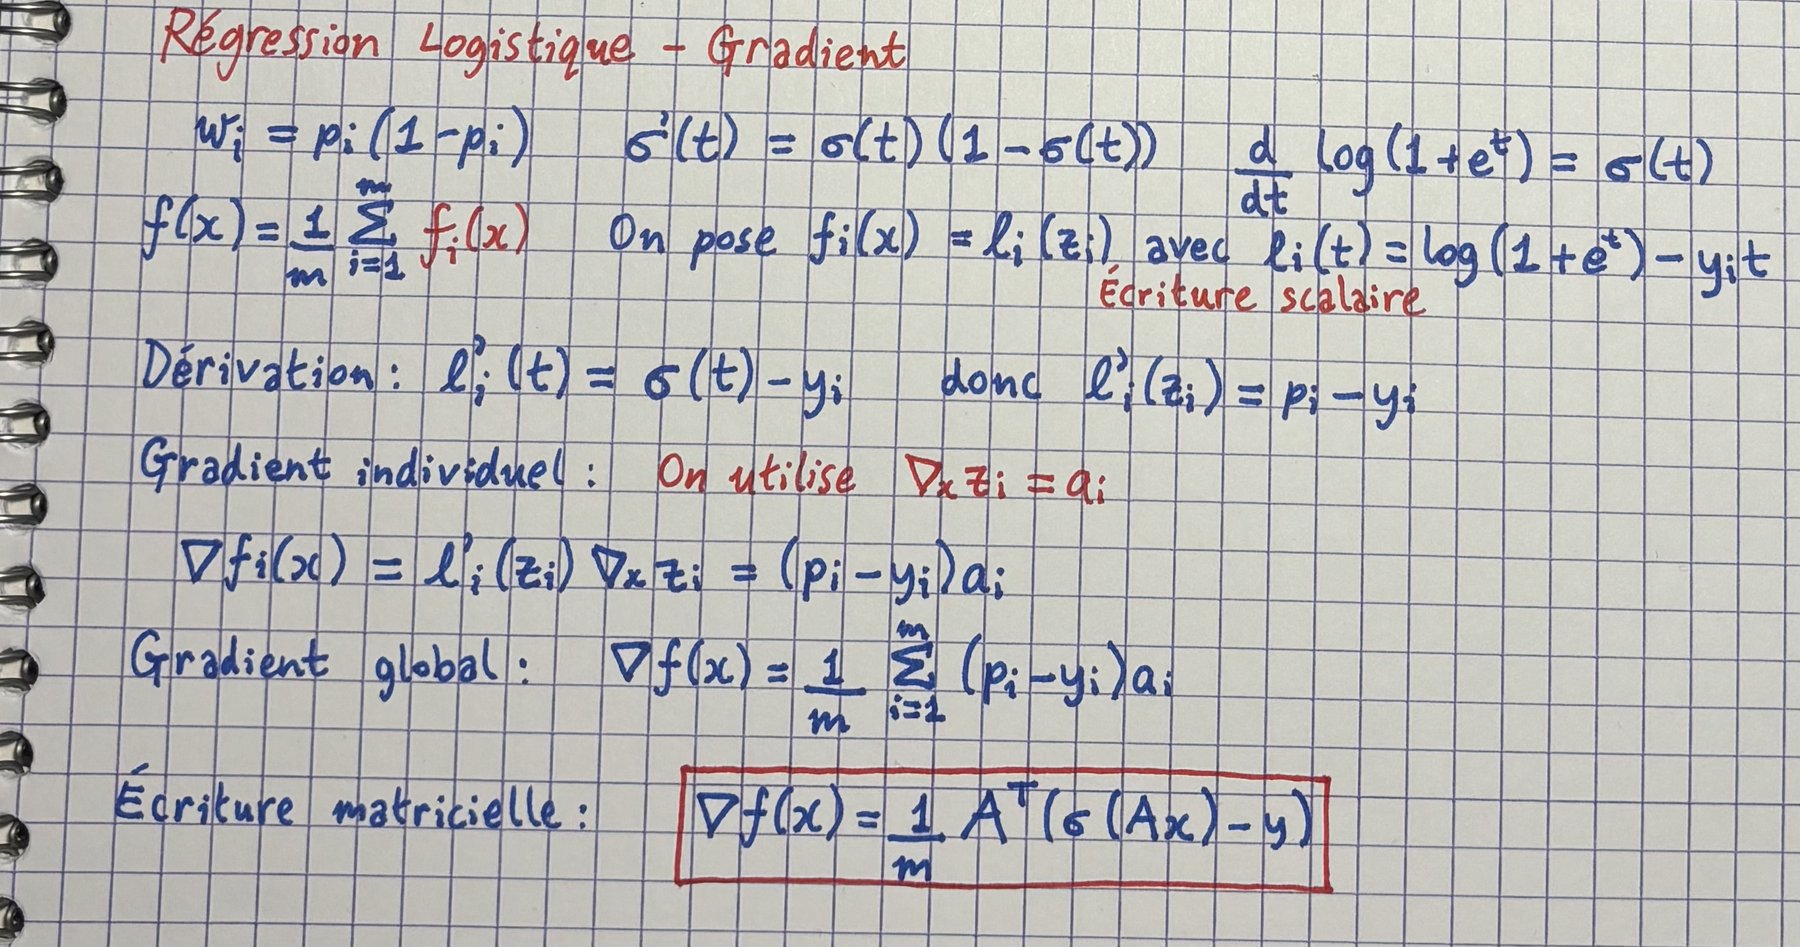 Régression Logistique - Gradient
wᵢ = pᵢ(1-pᵢ) σ'(t) = σ(t)(1-σ(t)) d/dt log(1+eᵗ) = σ(t)
f(x) = 1/m Σᵢ₌₁ᵐ fᵢ(x) On pose fᵢ(x) = lᵢ(zᵢ) avec lᵢ(t) = log(1+eᵗ) - yᵢt
Écriture scalaire
Dérivation : l'ᵢ(t) = σ(t) - yᵢ donc l'ᵢ(zᵢ) = pᵢ - yᵢ
Gradient individuel : On utilise ∇ₓzᵢ = aᵢ
∇fᵢ(x) = l'ᵢ(zᵢ) ∇ₓzᵢ = (pᵢ - yᵢ)aᵢ
Gradient global : ∇f(x) = 1/m Σᵢ₌₁ᵐ (pᵢ - yᵢ)aᵢ
Écriture matricielle : ∇f(x) = 1/m Aᵀ(σ(Ax) - y)